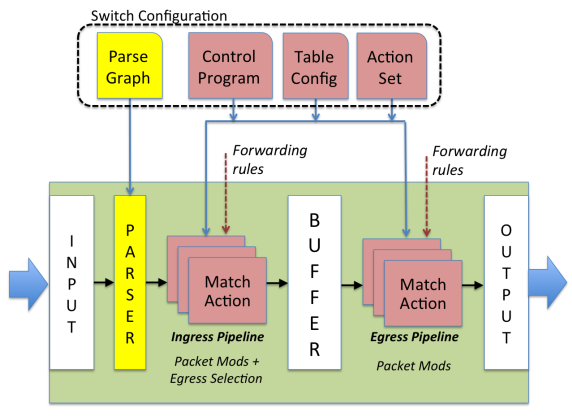 Switch Configuration
Parse
Graph
Control
Program
Table
Config
Action
Set
Forwarding
rules
Forwarding
rules
INPUT
PARSER
Match
Action
BUFFER
Match
Action
OUTPUT
Ingress Pipeline
Packet Mods +
Egress Selection
Egress Pipeline
Packet Mods